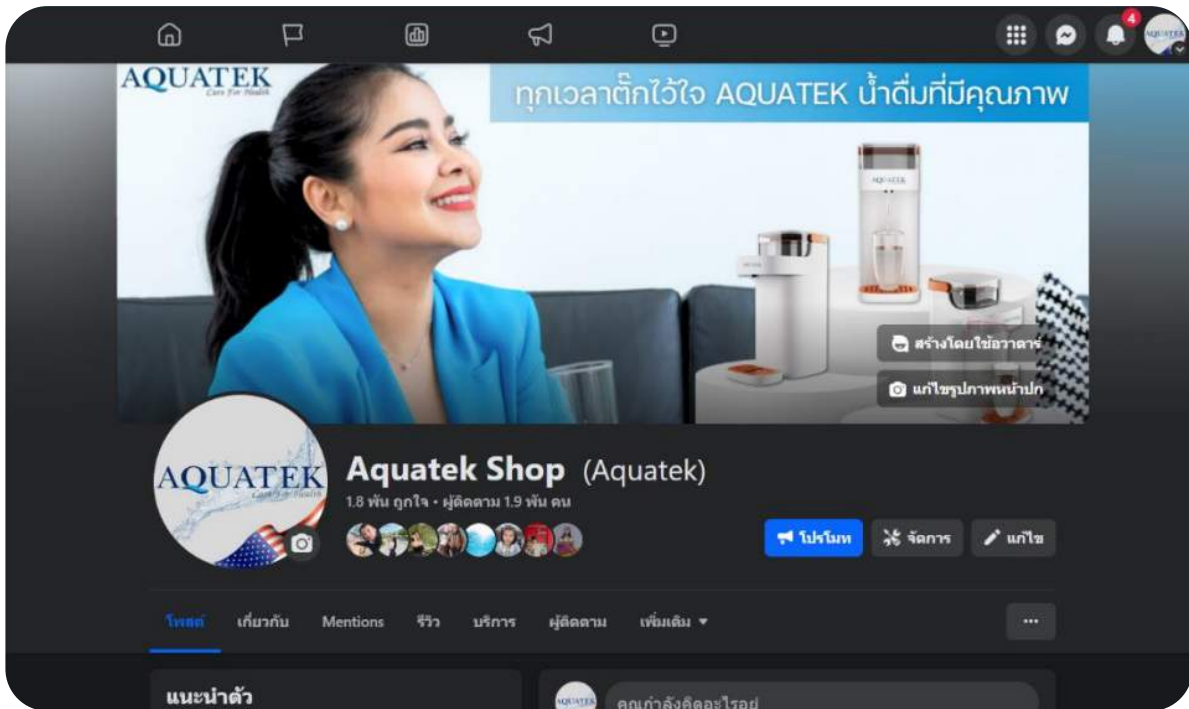 4
AQUATEK
AQUATEK
Care For Health
ทุกเวลาตั๊กไว้ใจ AQUATEK น้ำดื่มที่มีคุณภาพ
AQUATEK
สร้างโดยใช้อวาตาร์
แก้ไขรูปภาพหน้าปก
AQUATEK
Care For Health
Aquatek Shop (Aquatek)
1.8 พัน ถูกใจ • ผู้ติดตาม 1.9 พัน คน
โปรโมท จัดการ แก้ไข
โพสต์ เกี่ยวกับ Mentions รีวิว บริการ ผู้ติดตาม เพิ่มเติม
แนะนำตัว
AQUATEK คุณกำลังคิดอะไรอยู่